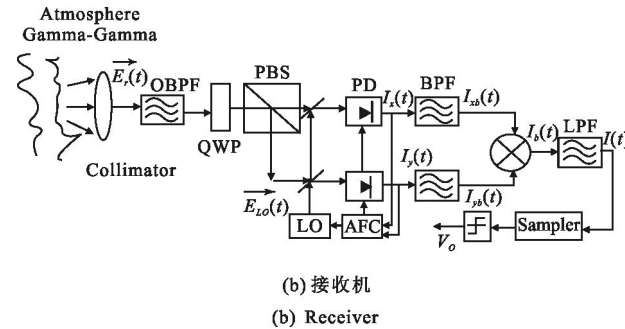 Atmosphere
Gamma-Gamma
E_r(t)
OBPF
QWP
Collimator
PBS
PD
I_x(t)
BPF
I_xb(t)
I_b(t)
LPF
I(t)
I_y(t)
I_yb(t)
E_LO(t)
LO
AFC
V_O
Sampler
(b) 接收机
(b) Receiver